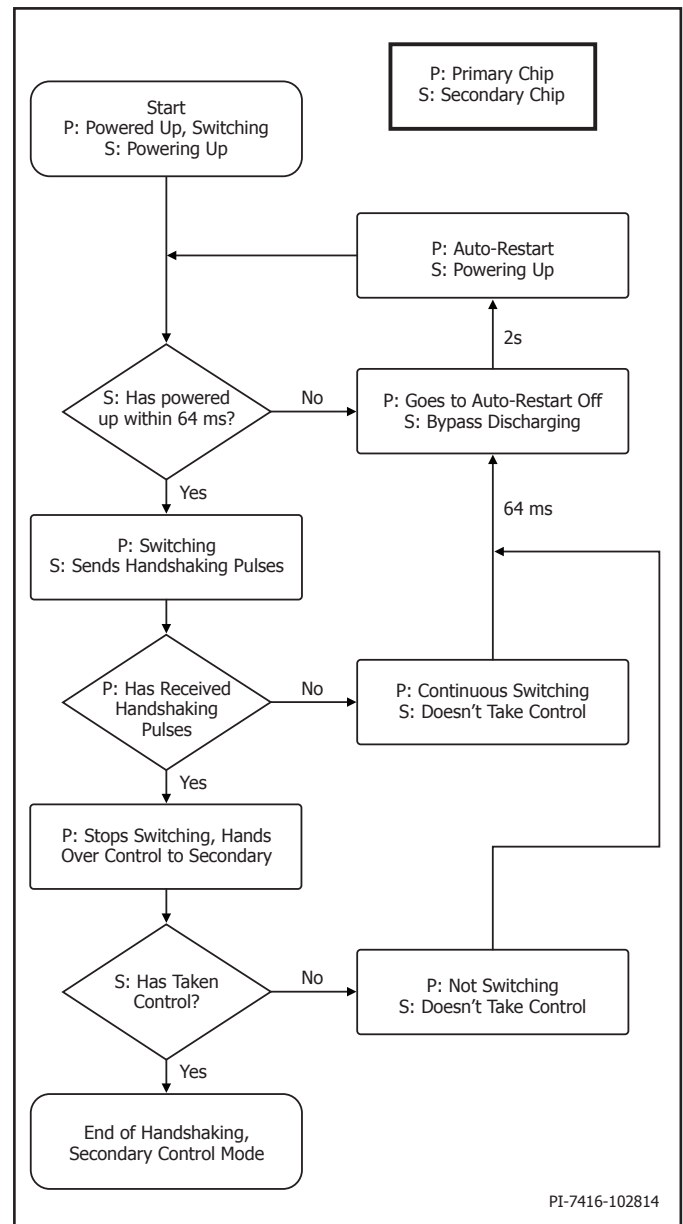 P: Primary Chip
S: Secondary Chip
Start
P: Powered Up, Switching
S: Powering Up
P: Auto-Restart
S: Powering Up
2s
S: Has powered
up within 64 ms?
No
P: Goes to Auto-Restart Off
S: Bypass Discharging
Yes
64 ms
P: Switching
S: Sends Handshaking Pulses
P: Has Received
Handshaking
Pulses
No
P: Continuous Switching
S: Doesn't Take Control
Yes
P: Stops Switching, Hands
Over Control to Secondary
S: Has Taken
Control?
No
P: Not Switching
S: Doesn't Take Control
Yes
End of Handshaking,
Secondary Control Mode
PI-7416-102814